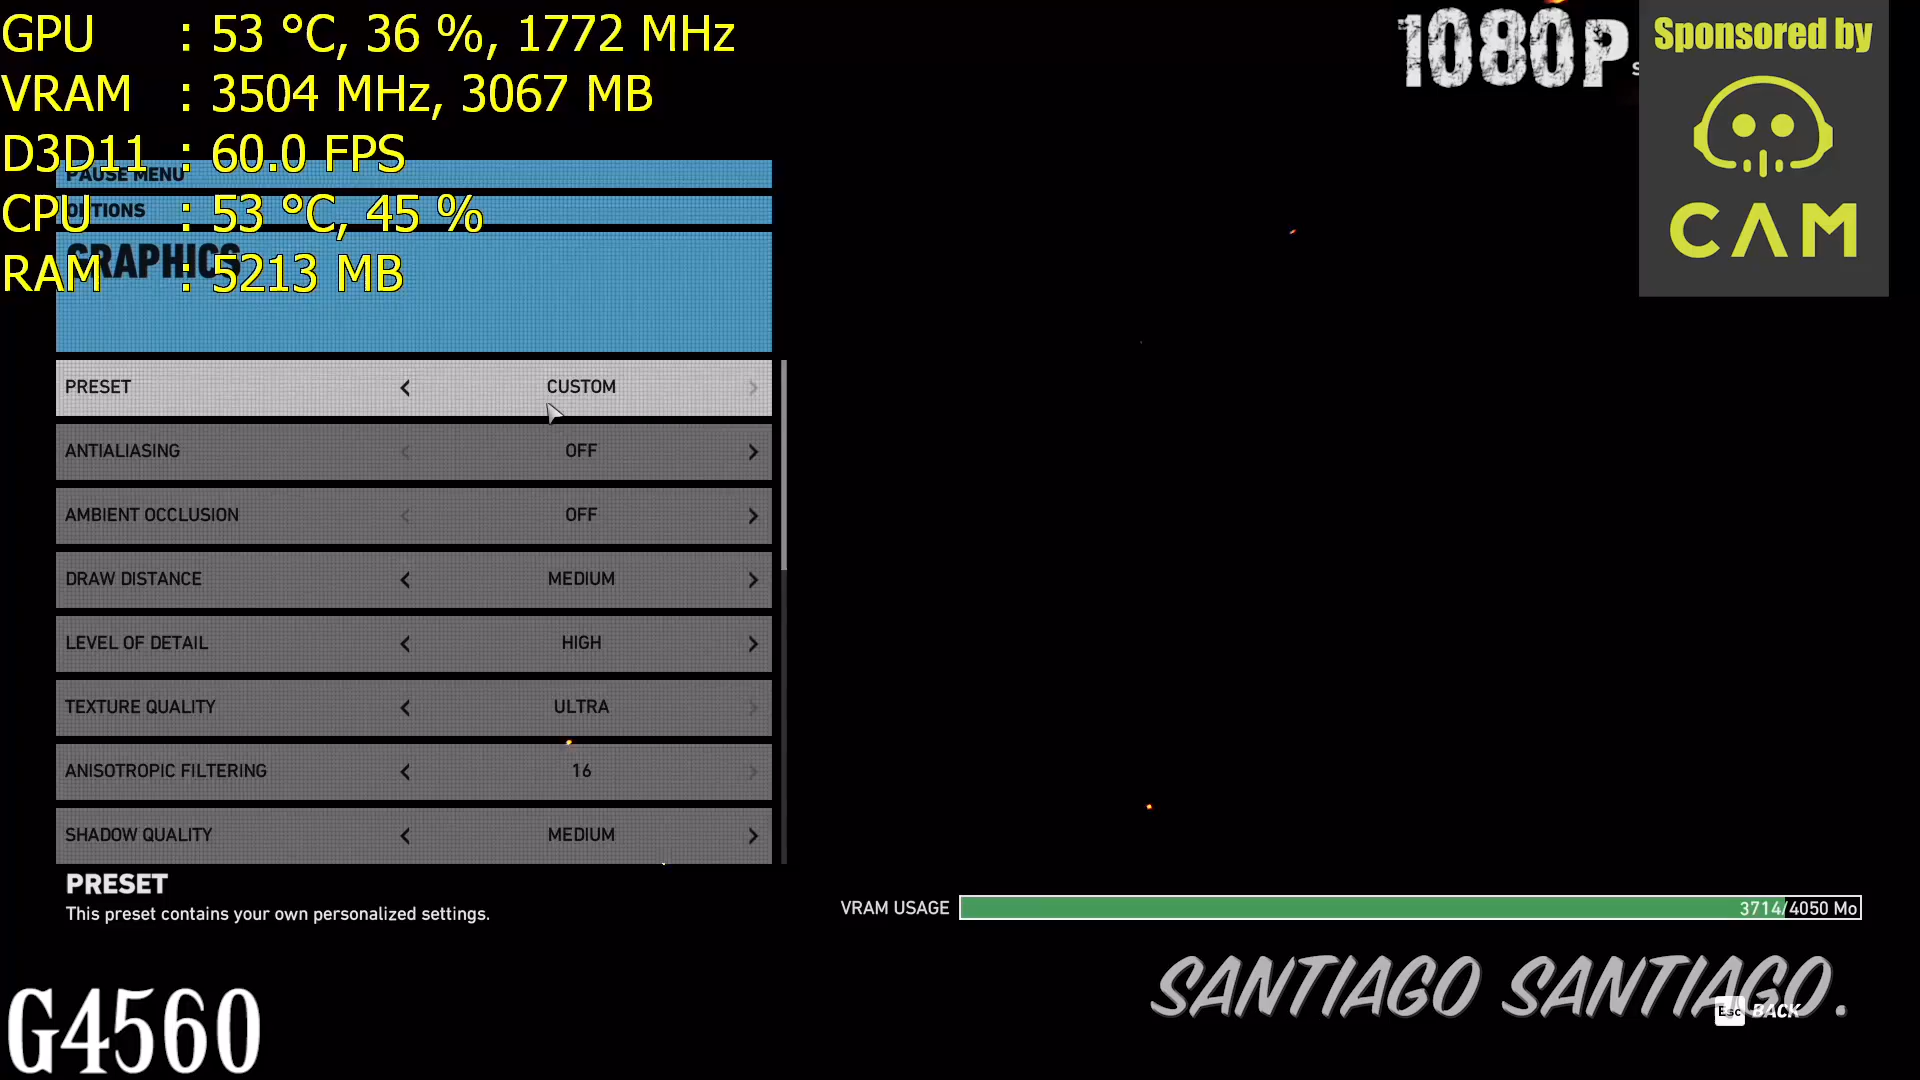 GPU : 53 °C, 36 %, 1772 MHz
VRAM : 3504 MHz, 3067 MB
D3D11 : 60.0 FPS
CPU : 53 °C, 45 %
RAM : 5213 MB
1080P
Sponsored by
CAM
PAUSE MENU
OPTIONS
GRAPHICS
PRESET < CUSTOM >
ANTIALIASING < OFF >
AMBIENT OCCLUSION < OFF >
DRAW DISTANCE < MEDIUM >
LEVEL OF DETAIL < HIGH >
TEXTURE QUALITY < ULTRA >
ANISOTROPIC FILTERING < 16 >
SHADOW QUALITY < MEDIUM >
PRESET
This preset contains your own personalized settings.
VRAM USAGE 3714/4050 Mo
SANTIAGO SANTIAGO.
Esc BACK
G4560